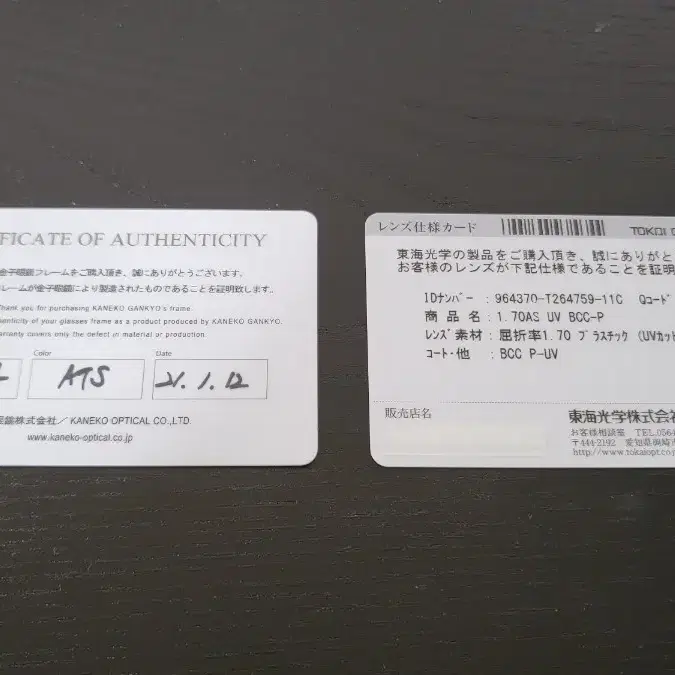 FICATE OF AUTHENTICITY
金子眼鏡フレームをご購入頂き、誠にありがとうございます。
レームが金子眼鏡により製造されたものであることを証明致します。
Thank you for purchasing KANEKO GANKYO's frame.
henticity of your glasses frame as a product produced by KANEKO GANKYO.
arranty covers only the defect in material or production.
Color
Date
ATS
21.1.12
眼鏡株式会社/KANEKO OPTICAL CO.,LTD.
www.kaneko-optical.co.jp
レンズ仕様カード
TOKAI
東海光学の製品をご購入頂き、誠にありがと
お客様のレンズが下記仕様であることを証明
IDナンバー :964370-T264759-11C Qコード
商 品 名 :1.70AS UV BCC-P
レンズ素材 :屈折率1.70 プラスチック (UVカット
コート・他 :BCC P-UV
販売店名
東海光学株式会社
お客様相談室 TEL.0564
〒444-2192 愛知県岡崎市
http://www.tokaiopt.co.jp